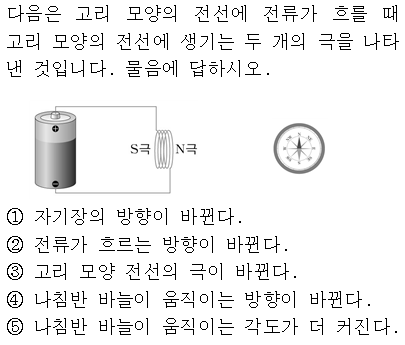 다음은 고리 모양의 전선에 전류가 흐를 때
고리 모양의 전선에 생기는 두 개의 극을 나타
낸 것입니다. 물음에 답하시오.
S극 N극
① 자기장의 방향이 바뀐다.
② 전류가 흐르는 방향이 바뀐다.
③ 고리 모양 전선의 극이 바뀐다.
④ 나침반 바늘이 움직이는 방향이 바뀐다.
⑤ 나침반 바늘이 움직이는 각도가 더 커진다.